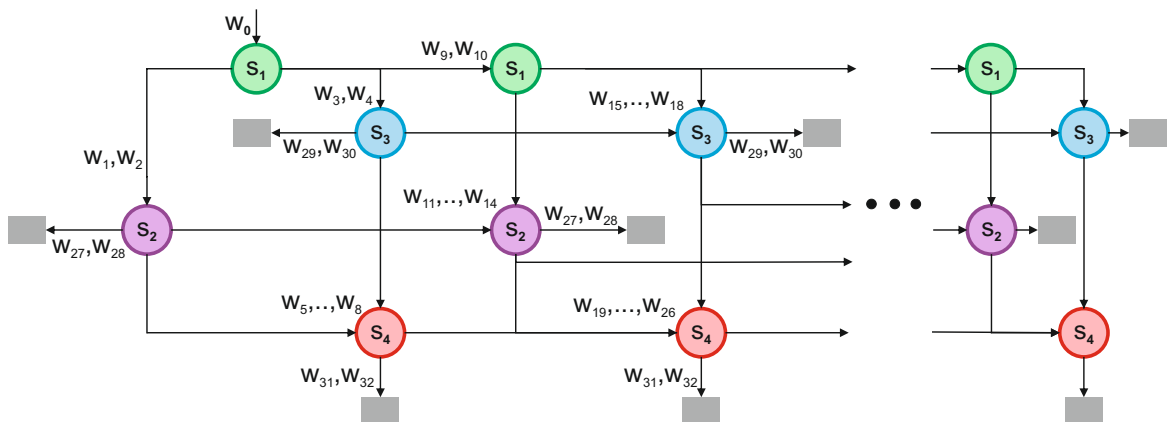 W₀
S₁
W₉,W₁₀
S₁
S₁
W₃,W₄
W₁₅,..,W₁₈
S₃
S₃
S₃
W₂₉,W₃₀
W₂₉,W₃₀
W₁,W₂
W₁₁,..,W₁₄
W₂₇,W₂₈
S₂
S₂
S₂
W₂₇,W₂₈
W₅,..,W₈
W₁₉,...,W₂₆
S₄
S₄
S₄
W₃₁,W₃₂
W₃₁,W₃₂